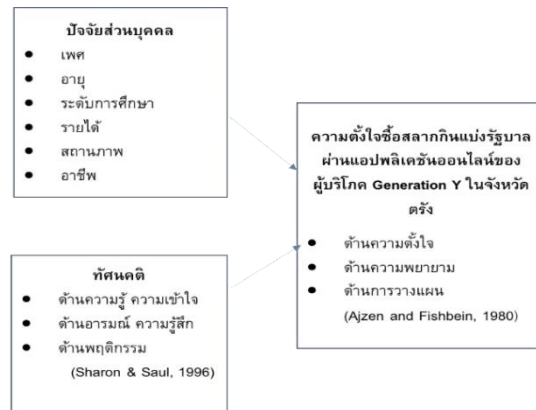 ปัจจัยส่วนบุคคล
● เพศ
● อายุ
● ระดับการศึกษา
● รายได้
● สถานภาพ
● อาชีพ
ทัศนคติ
● ด้านความรู้ ความเข้าใจ
● ด้านอารมณ์ ความรู้สึก
● ด้านพฤติกรรม
(Sharon & Saul, 1996)
ความตั้งใจซื้อสลากกินแบ่งรัฐบาล
ผ่านแอปพลิเคชันออนไลน์ของ
ผู้บริโภค Generation Y ในจังหวัด
ตรัง
● ด้านความตั้งใจ
● ด้านความพยายาม
● ด้านการวางแผน
(Ajzen and Fishbein, 1980)